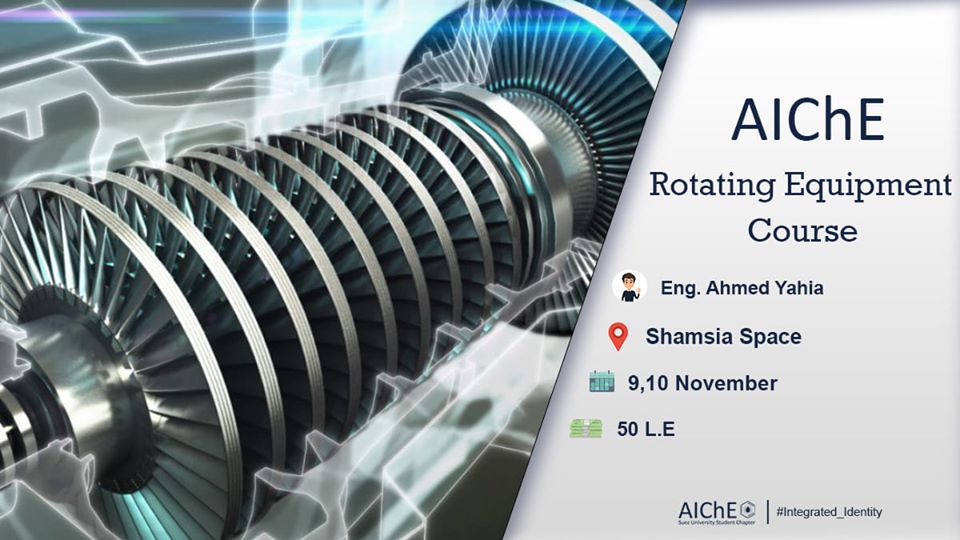 AIChE
Rotating Equipment
Course
Eng. Ahmed Yahia
Shamsia Space
9,10 November
50 L.E
AIChE
Suez University Student Chapter
#Integrated_Identity